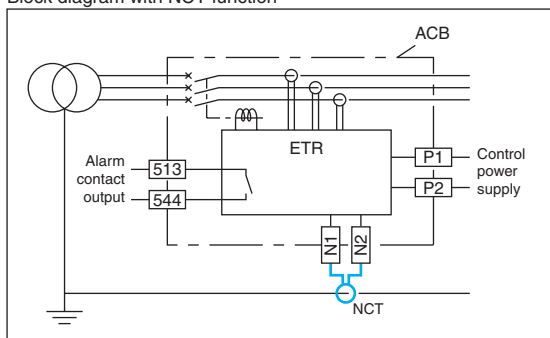 Block diagram with NCT function
ACB
ETR
Alarm
contact
output
513
544
P1
P2
Control
power
supply
N1
N2
NCT